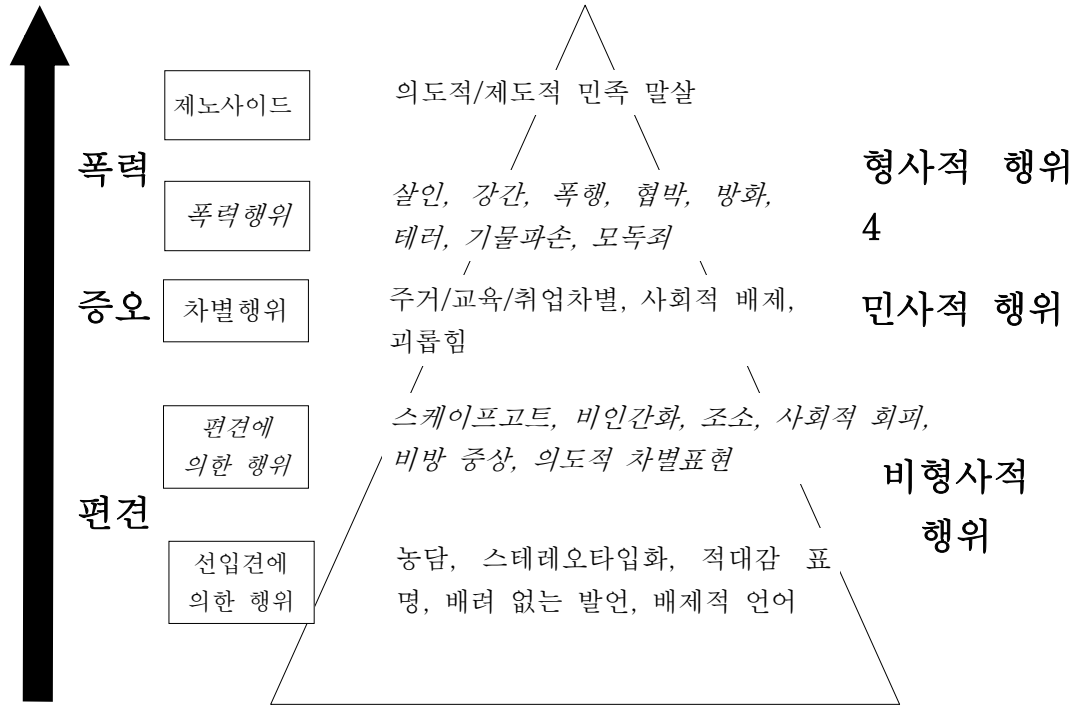 제노사이드
의도적/제도적 민족 말살
폭력
형사적 행위
4
폭력행위
살인, 강간, 폭행, 협박, 방화,
테러, 기물파손, 모독죄
증오
차별행위
주거/교육/취업차별, 사회적 배제,
괴롭힘
민사적 행위
편견에
의한 행위
스케이프고트, 비인간화, 조소, 사회적 회피,
비방 중상, 의도적 차별표현
편견
비형사적
행위
선입견에
의한 행위
농담, 스테레오타입화, 적대감 표
명, 배려 없는 발언, 배제적 언어